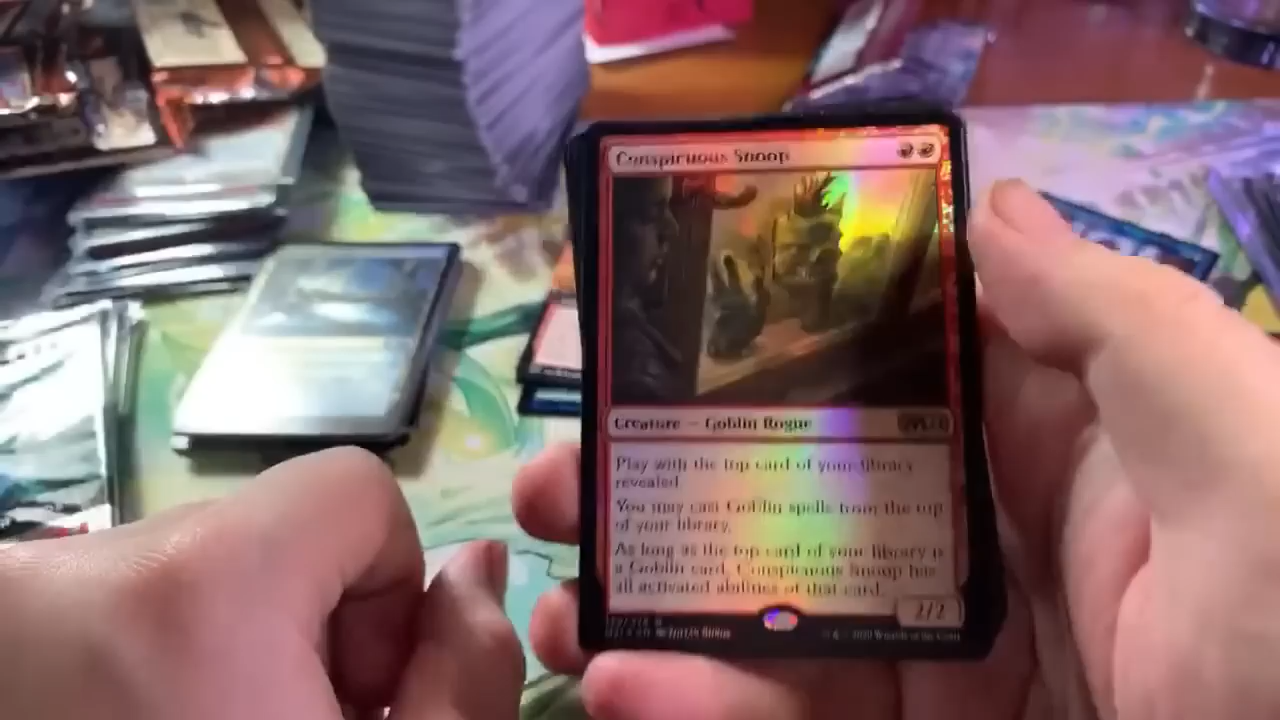 Conspicuous Snoop
Creature — Goblin Rogue
Play with the top card of your library
revealed.
You may cast Goblin spells from the top
of your library.
As long as the top card of your library is
a Goblin card, Conspicuous Snoop has
all activated abilities of that card.
2/2